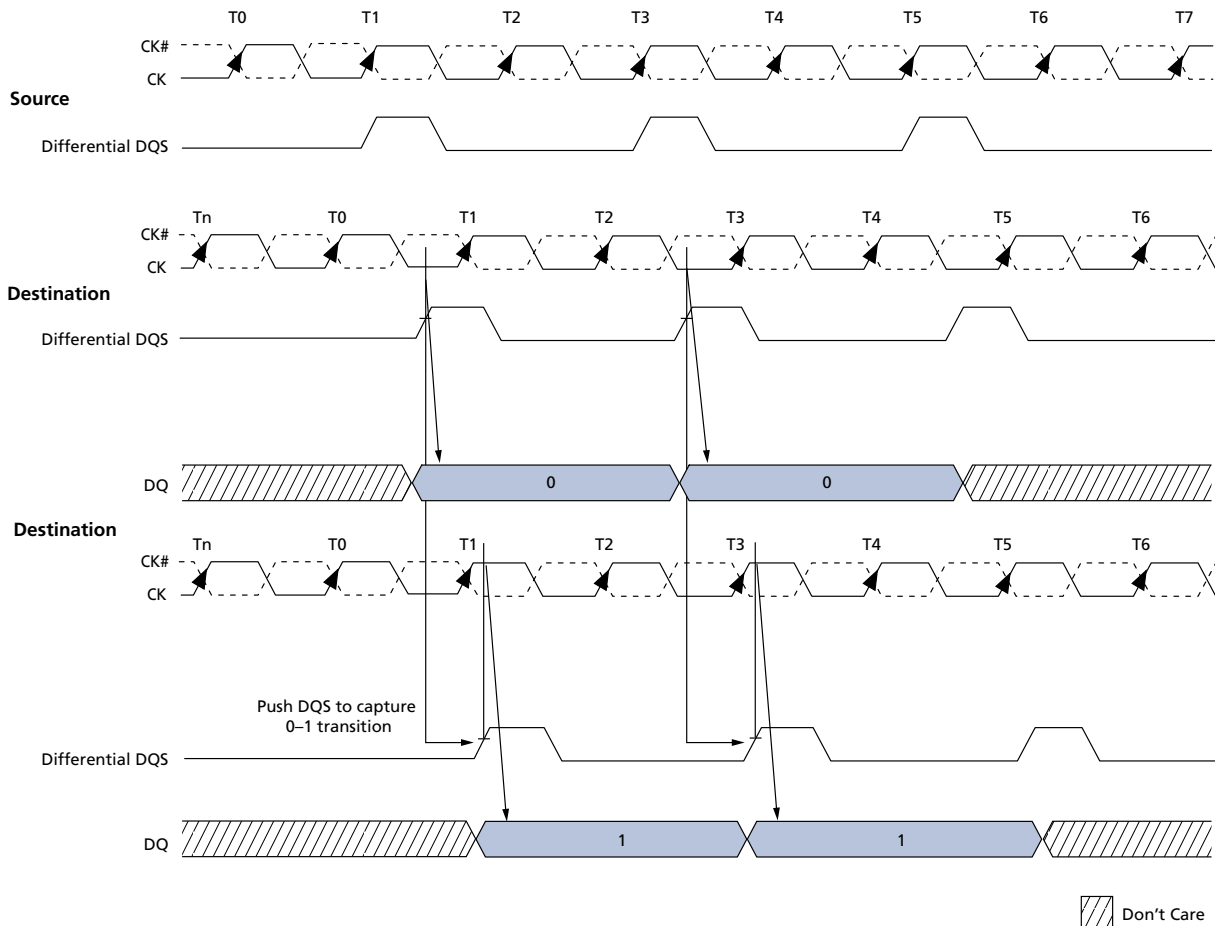 T0 T1 T2 T3 T4 T5 T6 T7
CK#
CK
Source
Differential DQS
Tn T0 T1 T2 T3 T4 T5 T6
CK#
CK
Destination
Differential DQS
DQ 0 0
Destination
Tn T0 T1 T2 T3 T4 T5 T6
CK#
CK
Push DQS to capture
0–1 transition
Differential DQS
DQ 1 1
Don't Care